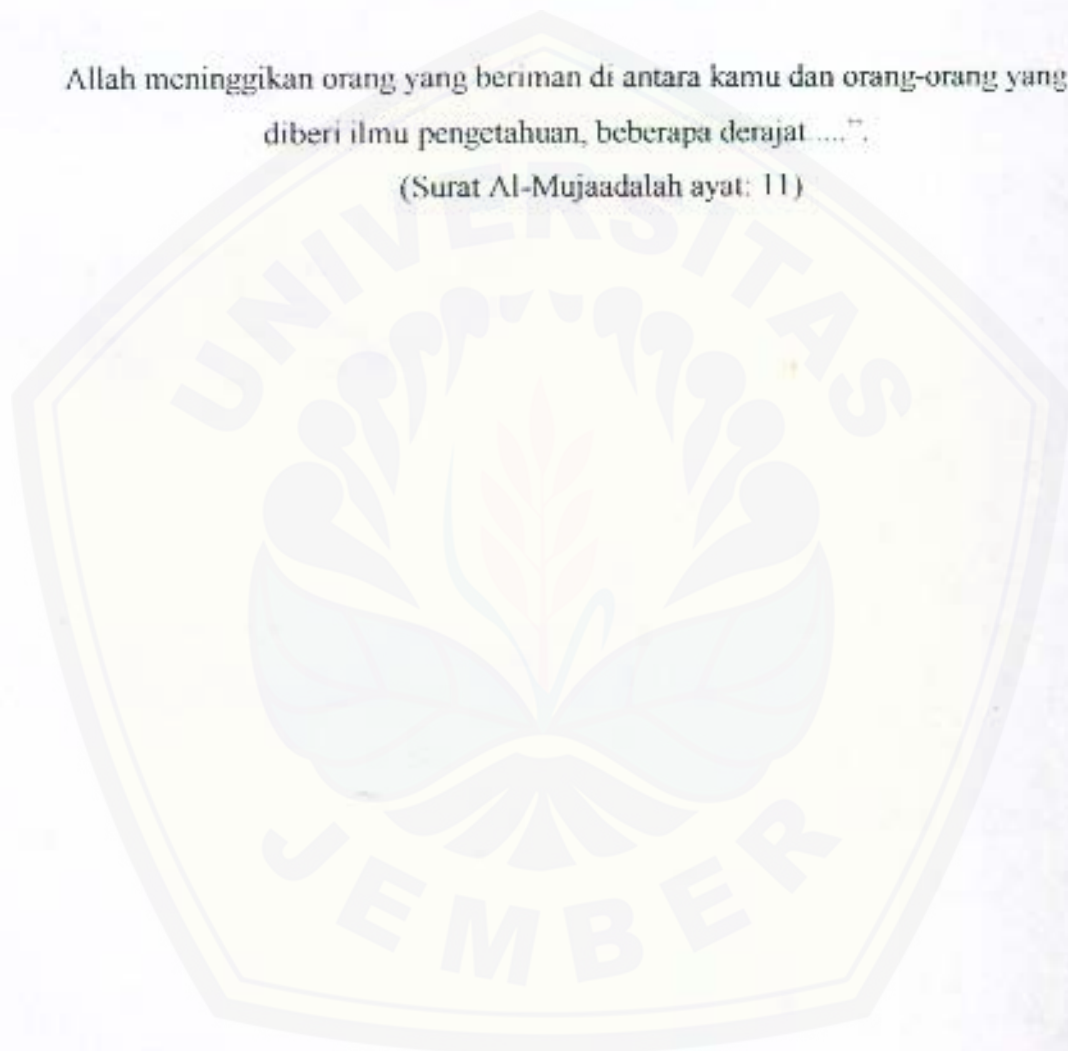 Allah meninggikan orang yang beriman di antara kamu dan orang-orang yang
diberi ilmu pengetahuan, beberapa derajat ....”.
(Surat Al-Mujaadalah ayat: 11)
UNIVERSITAS
JEMBER